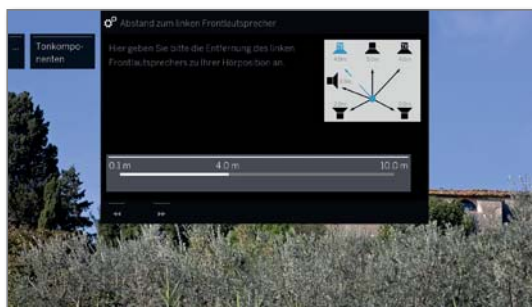 Abstand zum linken Frontlautsprecher
...
Tonkompo-
nenten
Hier geben Sie bitte die Entfernung des linken
Frontlautsprechers zu Ihrer Hörposition an.
0.1 m 4.0 m 10.0 m